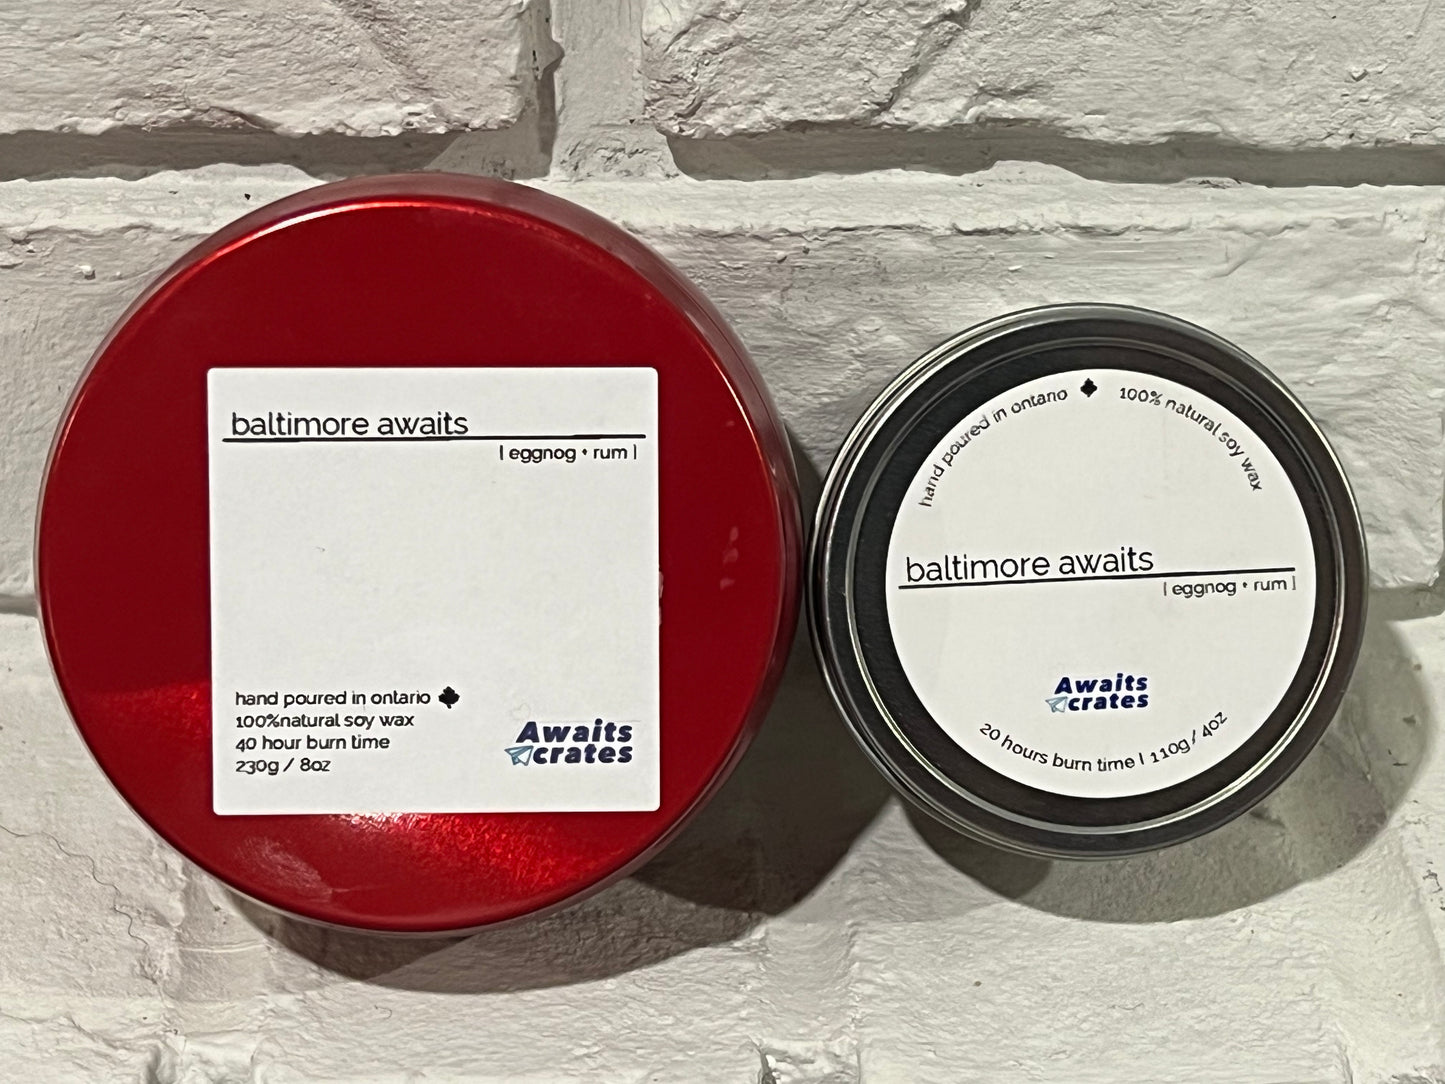 baltimore awaits
| eggnog + rum |
hand poured in ontario
100%natural soy wax
40 hour burn time
230g / 8oz
Awaits
crates
hand poured in ontario 100% natural soy wax
baltimore awaits
| eggnog + rum |
Awaits
crates
20 hours burn time | 110g / 4oz